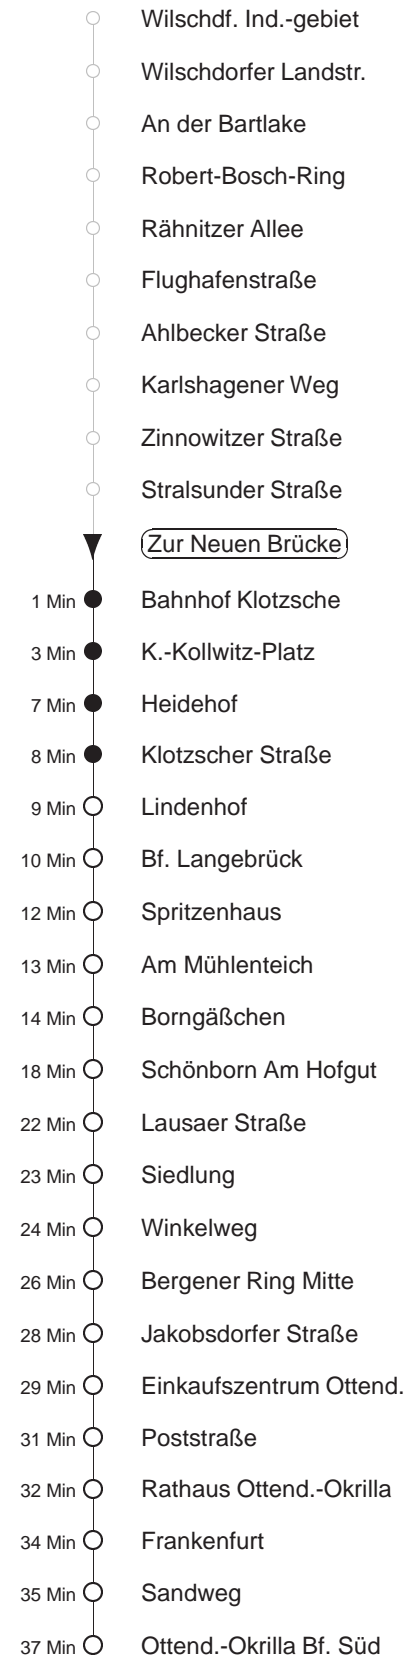 Wilschdf. Ind.-gebiet
Wilschdorfer Landstr.
An der Bartlake
Robert-Bosch-Ring
Rähnitzer Allee
Flughafenstraße
Ahlbecker Straße
Karlshagener Weg
Zinnowitzer Straße
Stralsunder Straße
Zur Neuen Brücke
1 Min Bahnhof Klotzsche
3 Min K.-Kollwitz-Platz
7 Min Heidehof
8 Min Klotzscher Straße
9 Min Lindenhof
10 Min Bf. Langebrück
12 Min Spritzenhaus
13 Min Am Mühlenteich
14 Min Borngäßchen
18 Min Schönborn Am Hofgut
22 Min Lausaer Straße
23 Min Siedlung
24 Min Winkelweg
26 Min Bergener Ring Mitte
28 Min Jakobsdorfer Straße
29 Min Einkaufszentrum Ottend.
31 Min Poststraße
32 Min Rathaus Ottend.-Okrilla
34 Min Frankenfurt
35 Min Sandweg
37 Min Ottend.-Okrilla Bf. Süd